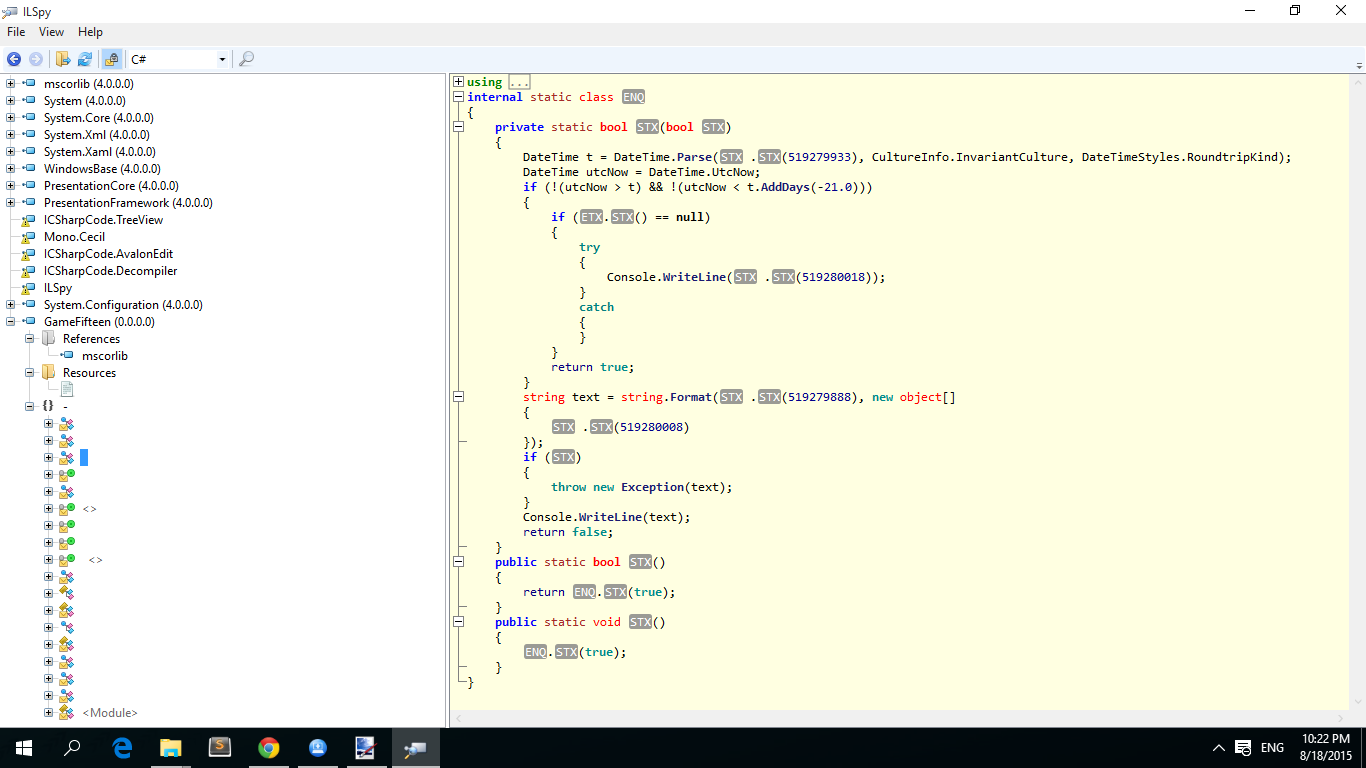 ILSpy
File View Help
C#
mscorlib (4.0.0.0)
System (4.0.0.0)
System.Core (4.0.0.0)
System.Xml (4.0.0.0)
System.Xaml (4.0.0.0)
WindowsBase (4.0.0.0)
PresentationCore (4.0.0.0)
PresentationFramework (4.0.0.0)
ICSharpCode.TreeView
Mono.Cecil
ICSharpCode.AvalonEdit
ICSharpCode.Decompiler
ILSpy
System.Configuration (4.0.0.0)
GameFifteen (0.0.0.0)
References
mscorlib
Resources
{} -
<>
<>
<Module>
using ...
internal static class ENQ
{
private static bool STX(bool STX)
{
DateTime t = DateTime.Parse(STX .STX(519279933), CultureInfo.InvariantCulture, DateTimeStyles.RoundtripKind);
DateTime utcNow = DateTime.UtcNow;
if (!(utcNow > t) && !(utcNow < t.AddDays(-21.0)))
{
if (ETX.STX() == null)
{
try
{
Console.WriteLine(STX .STX(519280018));
}
catch
{
}
}
return true;
}
string text = string.Format(STX .STX(519279888), new object[]
{
STX .STX(519280008)
});
if (STX)
{
throw new Exception(text);
}
Console.WriteLine(text);
return false;
}
public static bool STX()
{
return ENQ.STX(true);
}
public static void STX()
{
ENQ.STX(true);
}
}
ENG
10:22 PM
8/18/2015